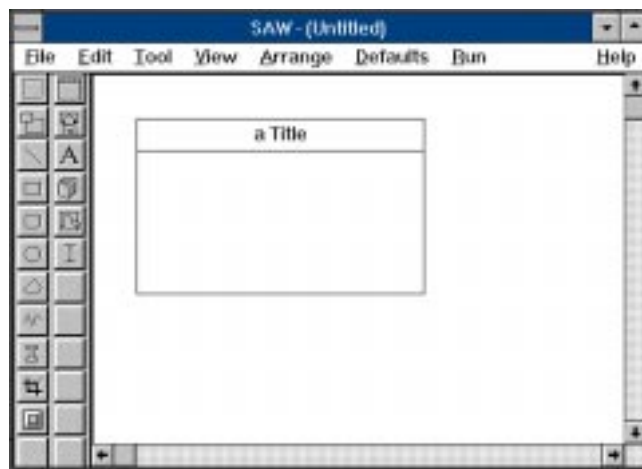 SAW - (Untitled)
File Edit Tool View Arrange Defaults Run Help
a Title
A